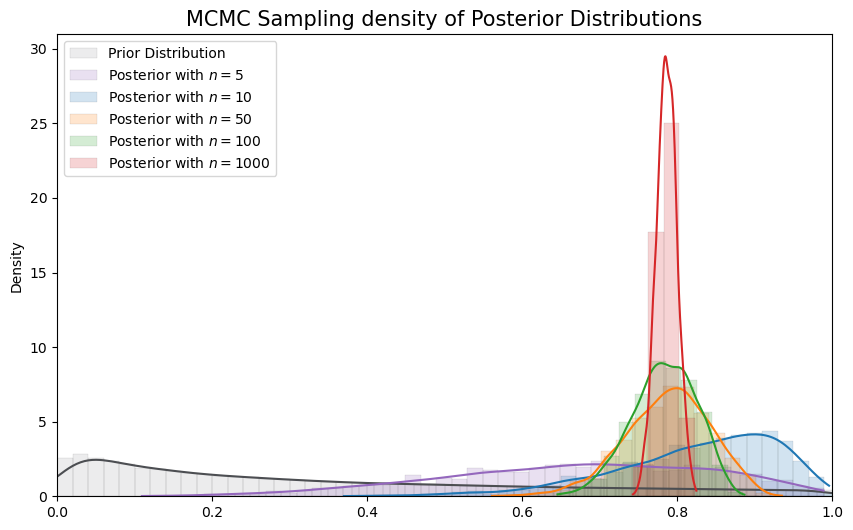 MCMC Sampling density of Posterior Distributions
30
25
20
15
10
5
0
Density
Prior Distribution
Posterior with n = 5
Posterior with n = 10
Posterior with n = 50
Posterior with n = 100
Posterior with n = 1000
0.0 0.2 0.4 0.6 0.8 1.0